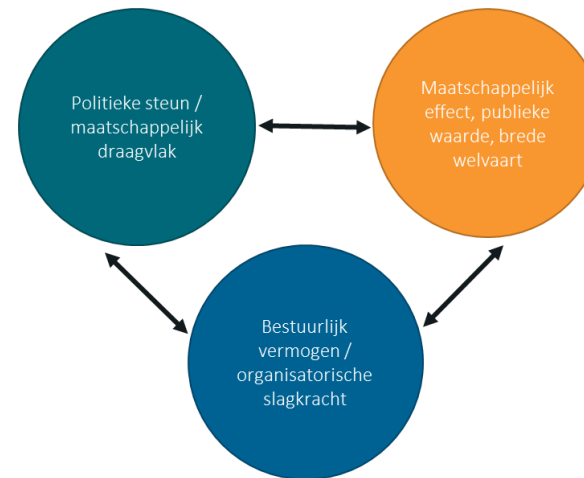 Politieke steun /
maatschappelijk
draagvlak
Maatschappelijk
effect, publieke
waarde, brede
welvaart
Bestuurlijk
vermogen /
organisatorische
slagkracht